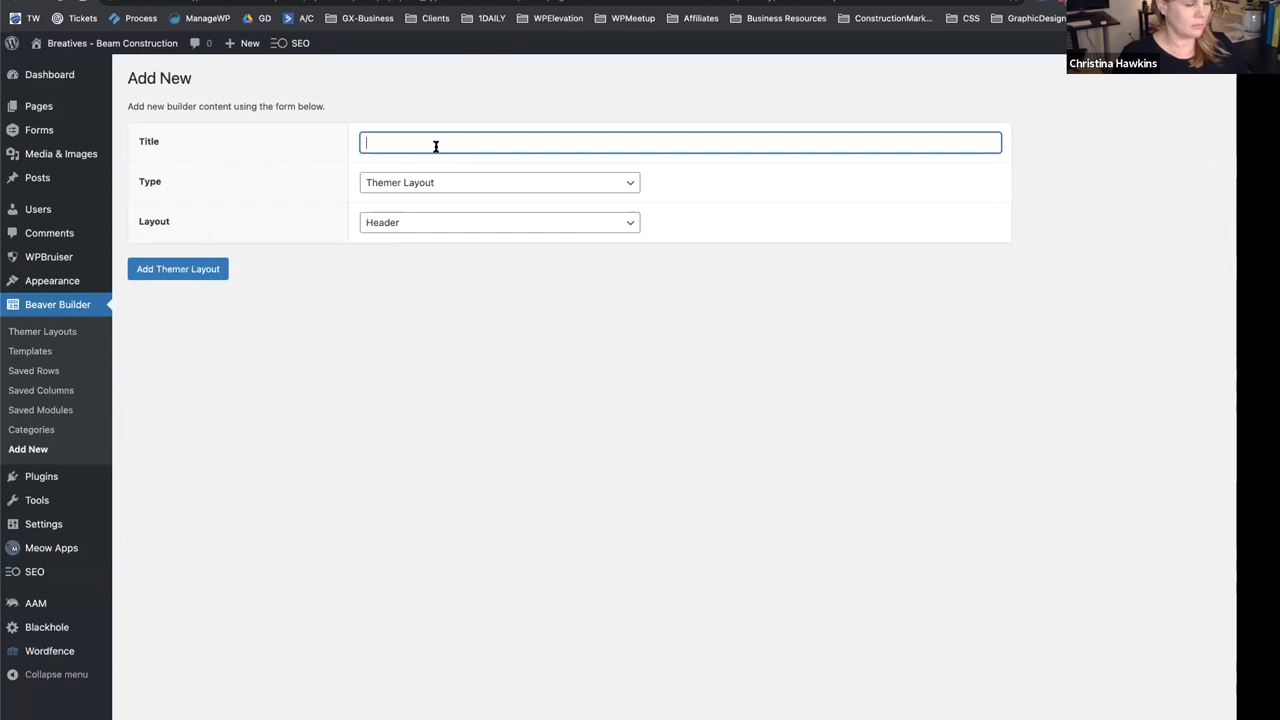 TW Tickets Process ManageWP GD A/C GX-Business Clients 1DAILY WPElevation WPMeetup Affiliates Business Resources ConstructionMark... CSS GraphicDesign
Breatives - Beam Construction 0 New SEO
Christina Hawkins
Dashboard
Pages
Forms
Media & Images
Posts
Users
Comments
WPBruiser
Appearance
Beaver Builder
Themer Layouts
Templates
Saved Rows
Saved Columns
Saved Modules
Categories
Add New
Plugins
Tools
Settings
Meow Apps
SEO
AAM
Blackhole
Wordfence
Collapse menu
Add New
Add new builder content using the form below.
Title
Type Themer Layout
Layout Header
Add Themer Layout